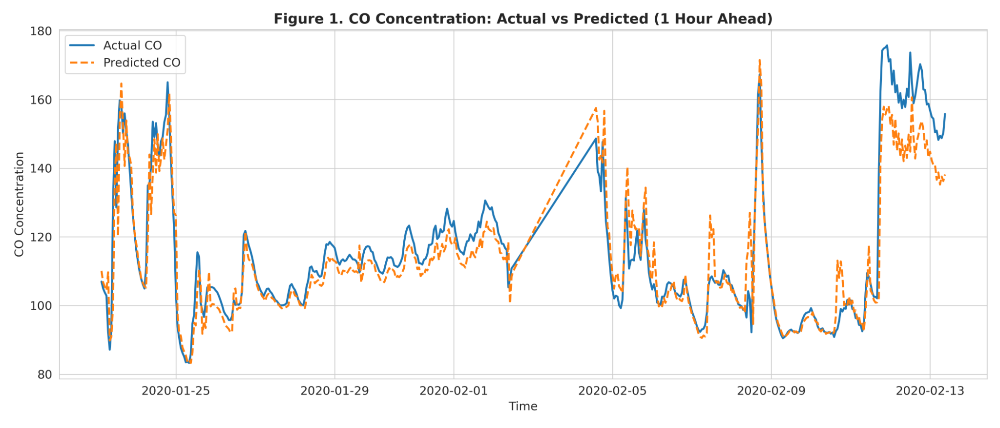 Figure 1. CO Concentration: Actual vs Predicted (1 Hour Ahead)
Actual CO
Predicted CO
CO Concentration
180
160
140
120
100
80
2020-01-25 2020-01-29 2020-02-01 2020-02-05 2020-02-09 2020-02-13
Time